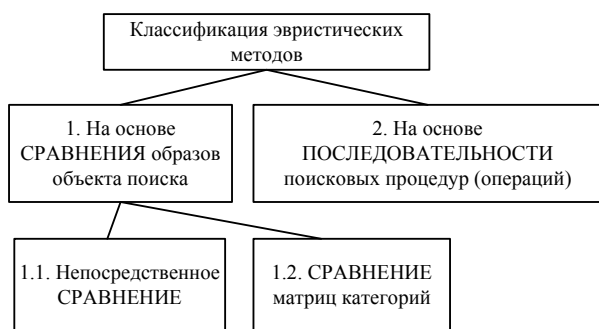 Классификация эвристических
методов
1. На основе
СРАВНЕНИЯ образов
объекта поиска
2. На основе
ПОСЛЕДОВАТЕЛЬНОСТИ
поисковых процедур (операций)
1.1. Непосредственное
СРАВНЕНИЕ
1.2. СРАВНЕНИЕ
матриц категорий